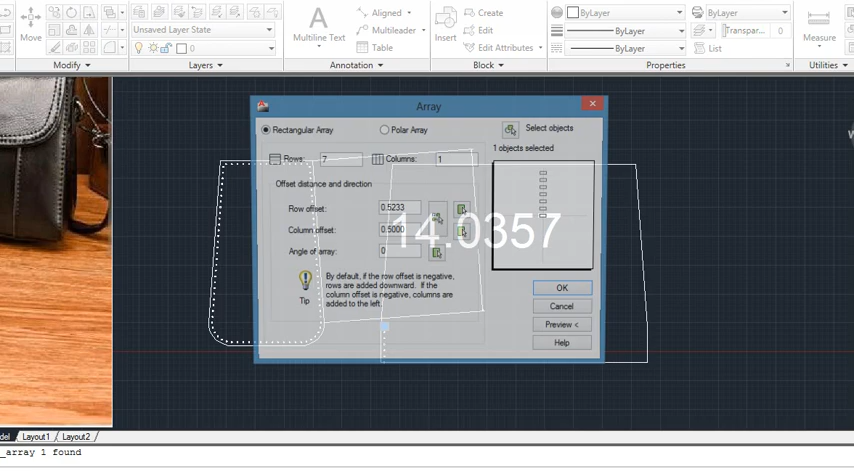 ByLayer
ByLayer
Move
A
Aligned
Create
Unsaved Layer State
ByLayer
Transpar... 0
Multiline Text
Multileader
Insert
Edit
Measure
0
Table
Edit Attributes
ByLayer
List
Modify
Layers
Annotation
Block
Properties
Utilities
Array
Rectangular Array
Polar Array
Select objects
1 objects selected
Rows: 7
Columns: 1
Offset distance and direction
Row offset: 0.5233
Column offset: 0.5000
Angle of array: 0
14.0357
Tip
By default, if the row offset is negative,
rows are added downward. If the
column offset is negative, columns are
added to the left.
OK
Cancel
Preview <
Help
W
del
Layout1
Layout2
_array 1 found